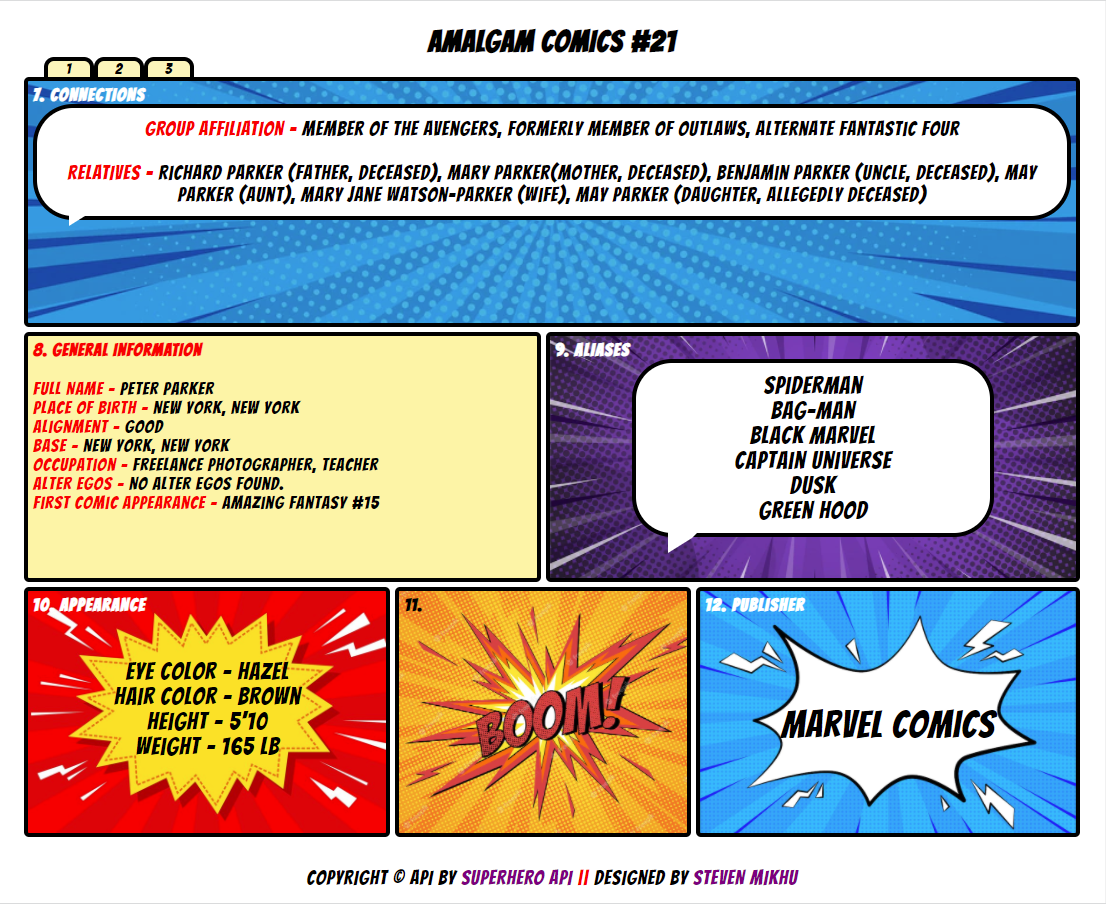 AMALGAM COMICS #21
1 2 3
7. CONNECTIONS
GROUP AFFILIATION - MEMBER OF THE AVENGERS, FORMERLY MEMBER OF OUTLAWS, ALTERNATE FANTASTIC FOUR
RELATIVES - RICHARD PARKER (FATHER, DECEASED), MARY PARKER(MOTHER, DECEASED), BENJAMIN PARKER (UNCLE, DECEASED), MAY
PARKER (AUNT), MARY JANE WATSON-PARKER (WIFE), MAY PARKER (DAUGHTER, ALLEGEDLY DECEASED)
8. GENERAL INFORMATION
FULL NAME - PETER PARKER
PLACE OF BIRTH - NEW YORK, NEW YORK
ALIGNMENT - GOOD
BASE - NEW YORK, NEW YORK
OCCUPATION - FREELANCE PHOTOGRAPHER, TEACHER
ALTER EGOS - NO ALTER EGOS FOUND.
FIRST COMIC APPEARANCE - AMAZING FANTASY #15
9. ALIASES
SPIDERMAN
BAG-MAN
BLACK MARVEL
CAPTAIN UNIVERSE
DUSK
GREEN HOOD
10. APPEARANCE
EYE COLOR - HAZEL
HAIR COLOR - BROWN
HEIGHT - 5'10
WEIGHT - 165 LB
11.
BOOM!
12. PUBLISHER
MARVEL COMICS
COPYRIGHT © API BY SUPERHERO API || DESIGNED BY STEVEN MIKHU